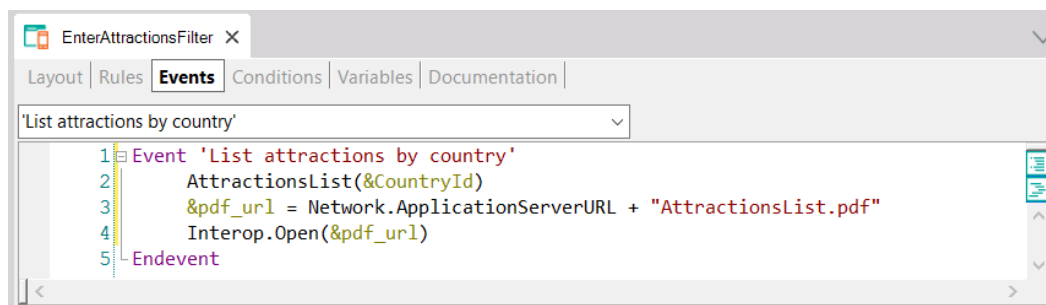 EnterAttractionsFilter X
Layout Rules Events Conditions Variables Documentation
'List attractions by country'
1 Event 'List attractions by country'
2 AttractionsList(&CountryId)
3 &pdf_url = Network.ApplicationServerURL + "AttractionsList.pdf"
4 Interop.Open(&pdf_url)
5 Endevent